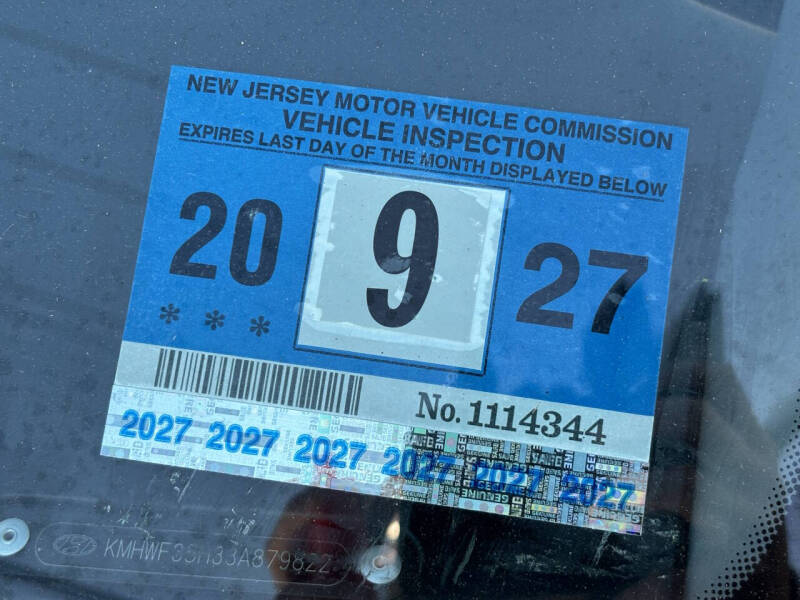 NEW JERSEY MOTOR VEHICLE COMMISSION
VEHICLE INSPECTION
EXPIRES LAST DAY OF THE MONTH DISPLAYED BELOW
20 9 27
* * *
No. 1114344
2027 2027 2027 2027 2027 2027
KMHWF35H33A879822